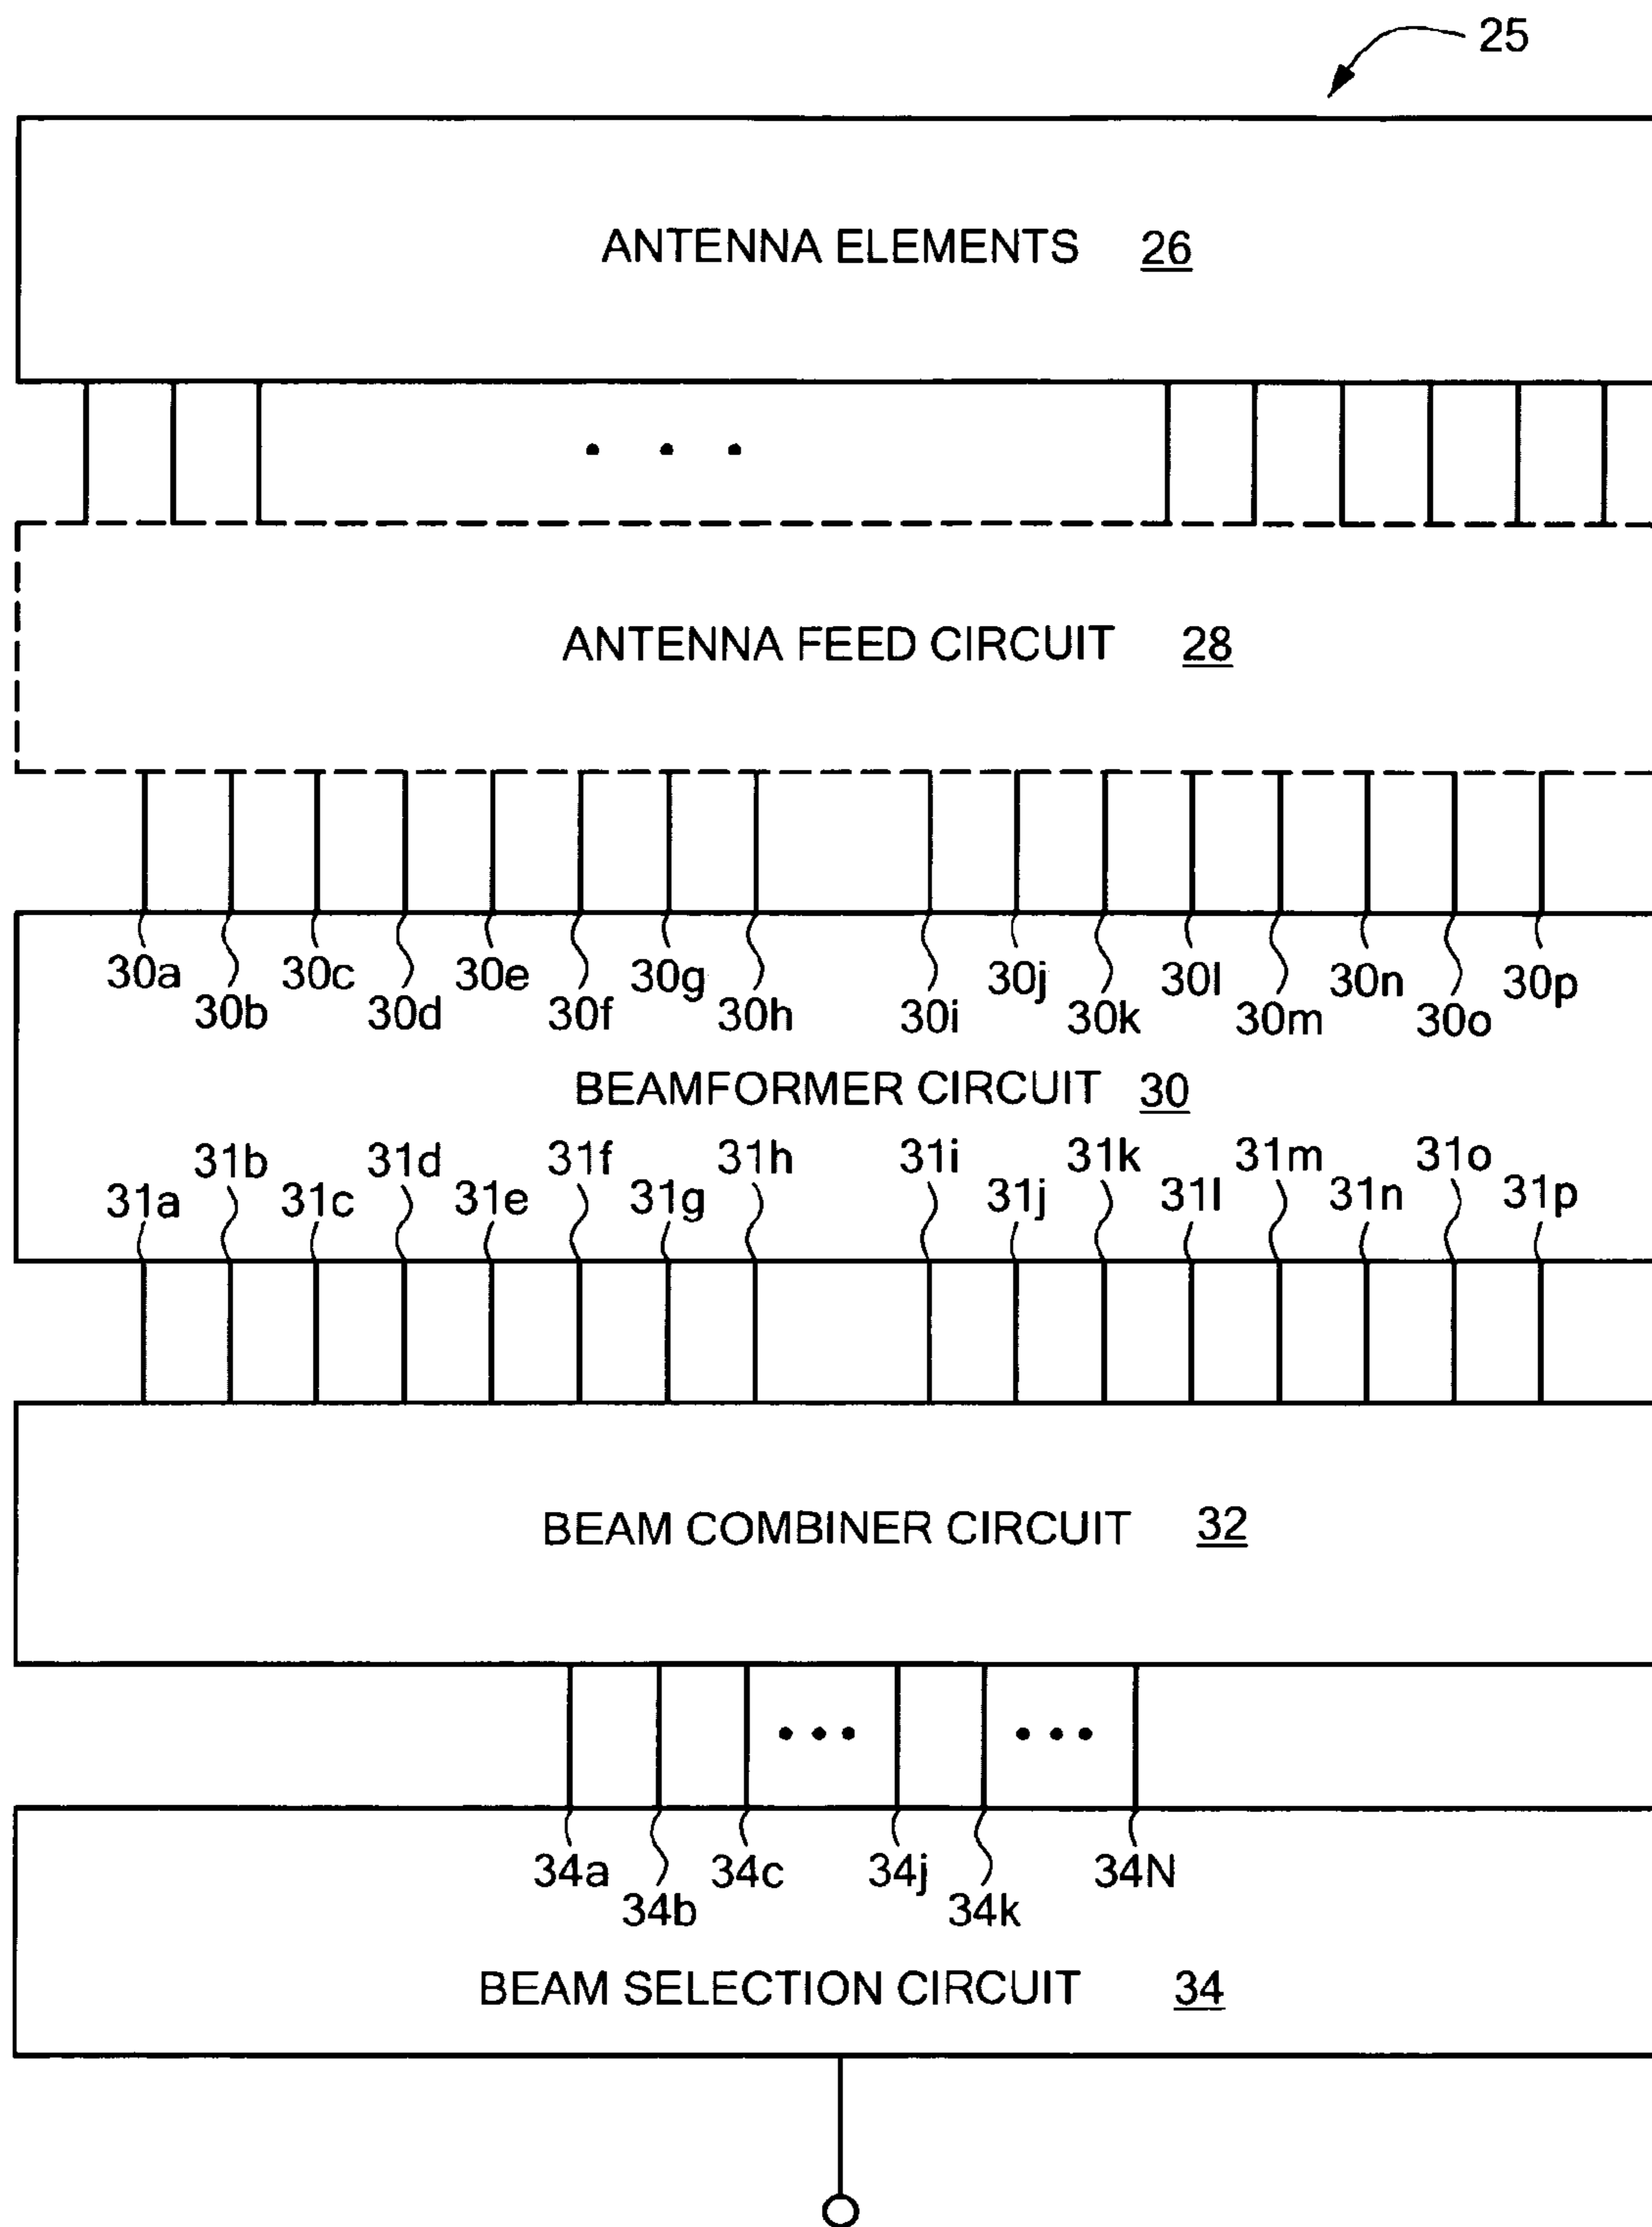 25
ANTENNA ELEMENTS 26
ANTENNA FEED CIRCUIT 28
30a 30b 30c 30d 30e 30f 30g 30h 30i 30j 30k 30l 30m 30n 30o 30p
BEAMFORMER CIRCUIT 30
31a 31b 31c 31d 31e 31f 31g 31h 31i 31j 31k 31l 31m 31n 31o 31p
BEAM COMBINER CIRCUIT 32
34a 34b 34c 34j 34k 34N
BEAM SELECTION CIRCUIT 34